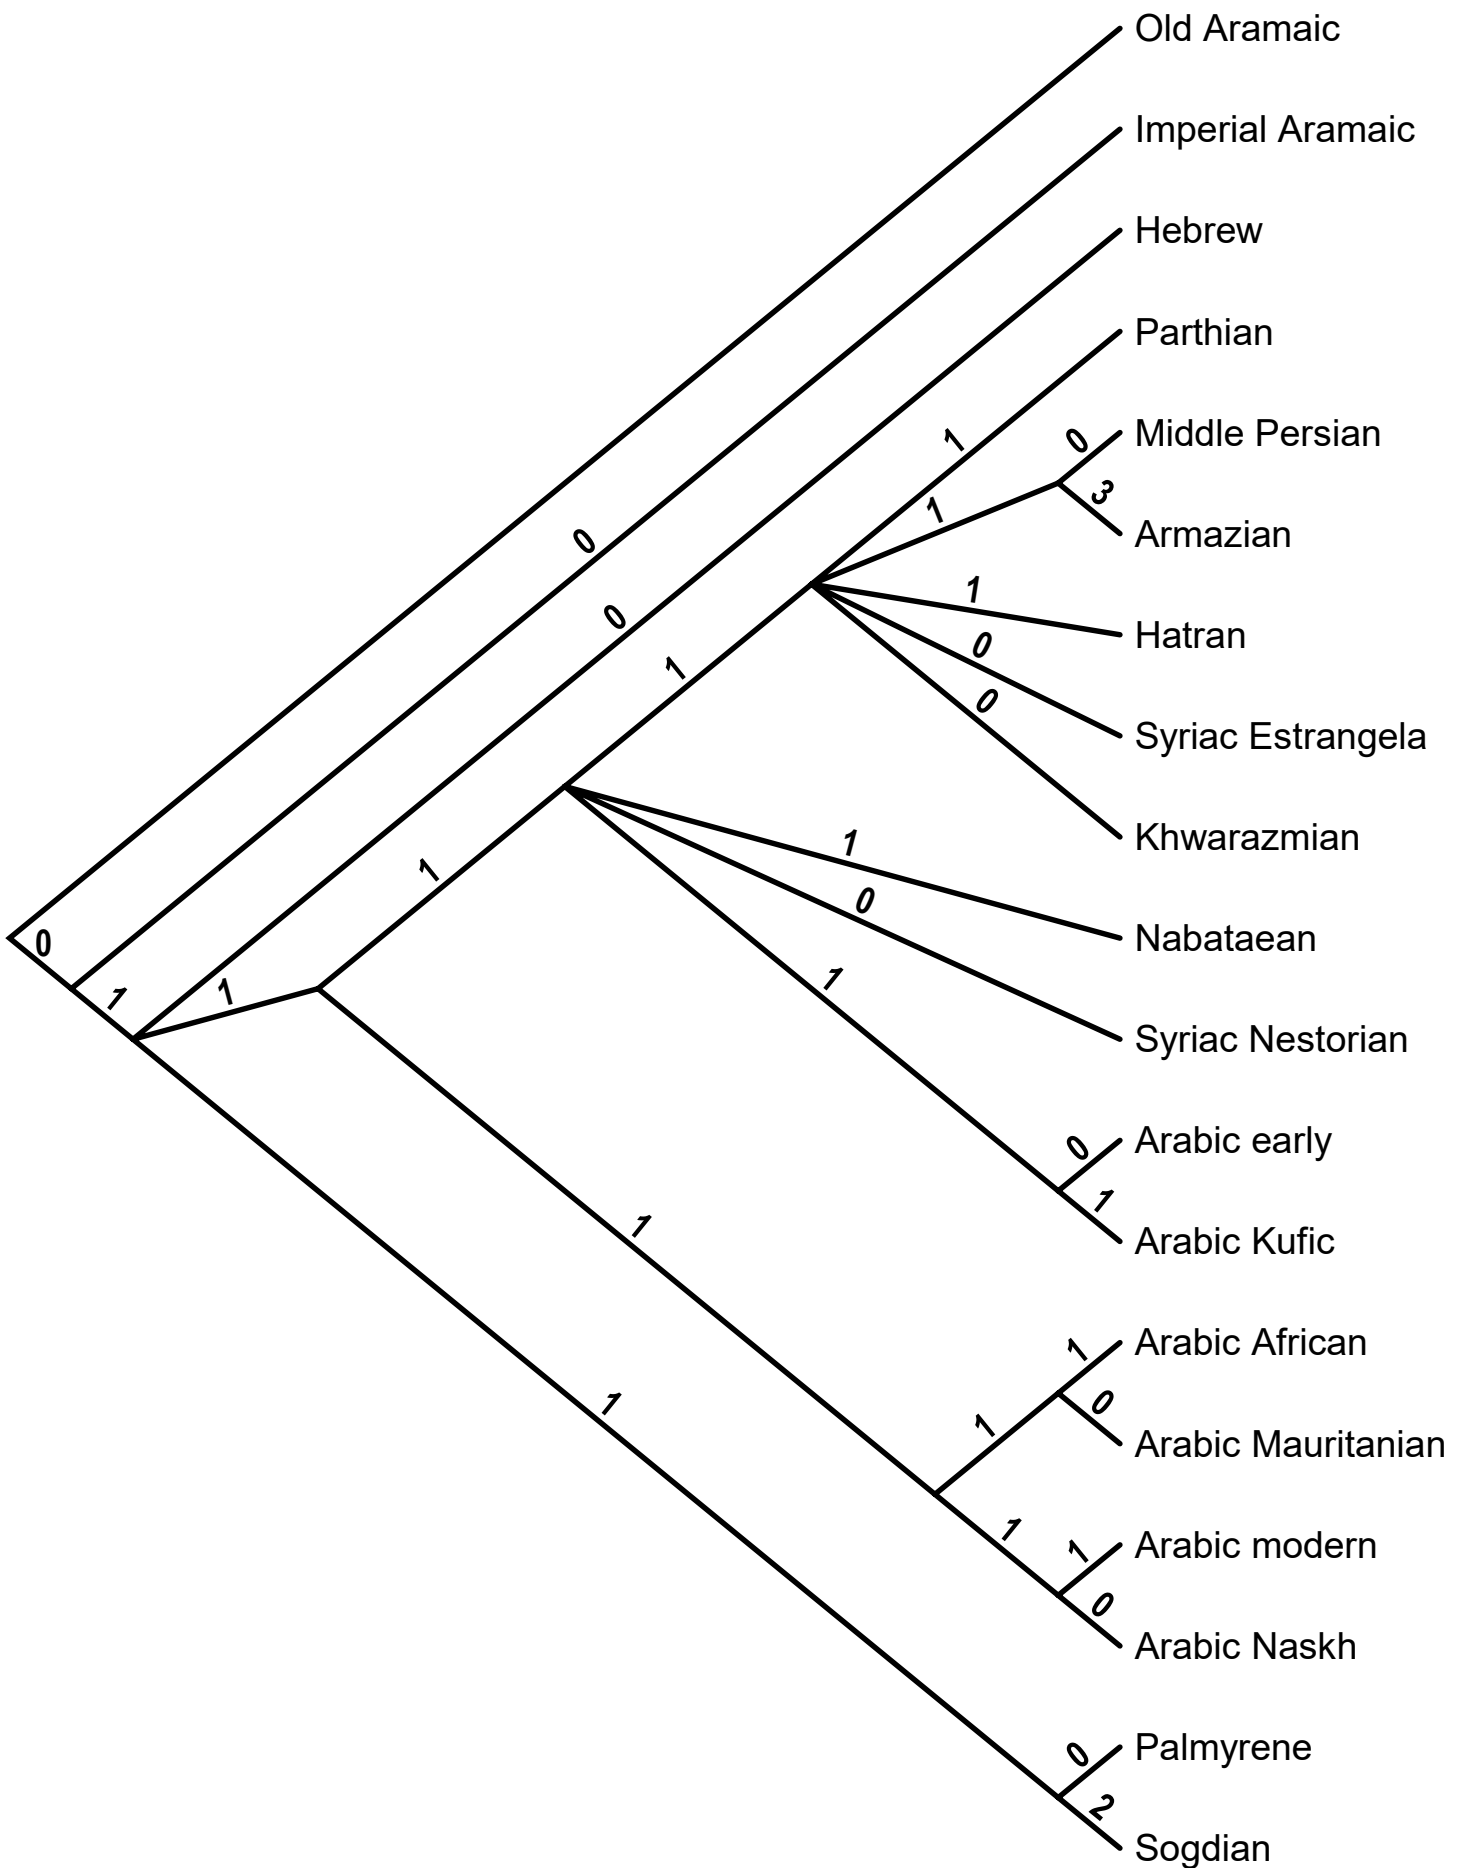 Old Aramaic
Imperial Aramaic
Hebrew
Parthian
1
0
Middle Persian
3
1
Armazian
0
1
0
Hatran
0
1
0
Syriac Estrangela
Khwarazmian
1
1
0
Nabataean
0
1
1
1
Syriac Nestorian
0
Arabic early
1
1
Arabic Kufic
1
Arabic African
1
0
1
Arabic Mauritanian
1
1
Arabic modern
0
Arabic Naskh
0
Palmyrene
2
Sogdian